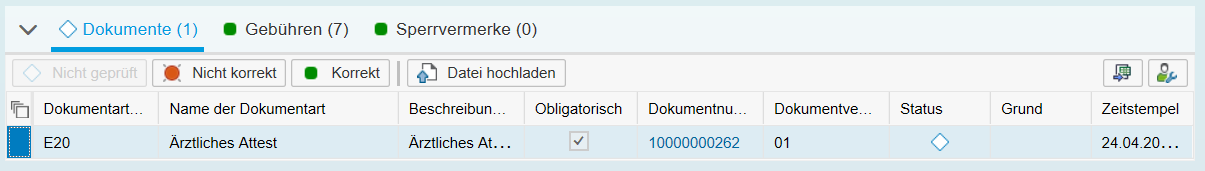 Dokumente (1) Gebühren (7) Sperrvermerke (0)
Nicht geprüft Nicht korrekt Korrekt Datei hochladen
Dokumentart... Name der Dokumentart Beschreibun... Obligatorisch Dokumentnu... Dokumentve... Status Grund Zeitstempel
E20 Ärztliches Attest Ärztliches At... 10000000262 01 24.04.20...